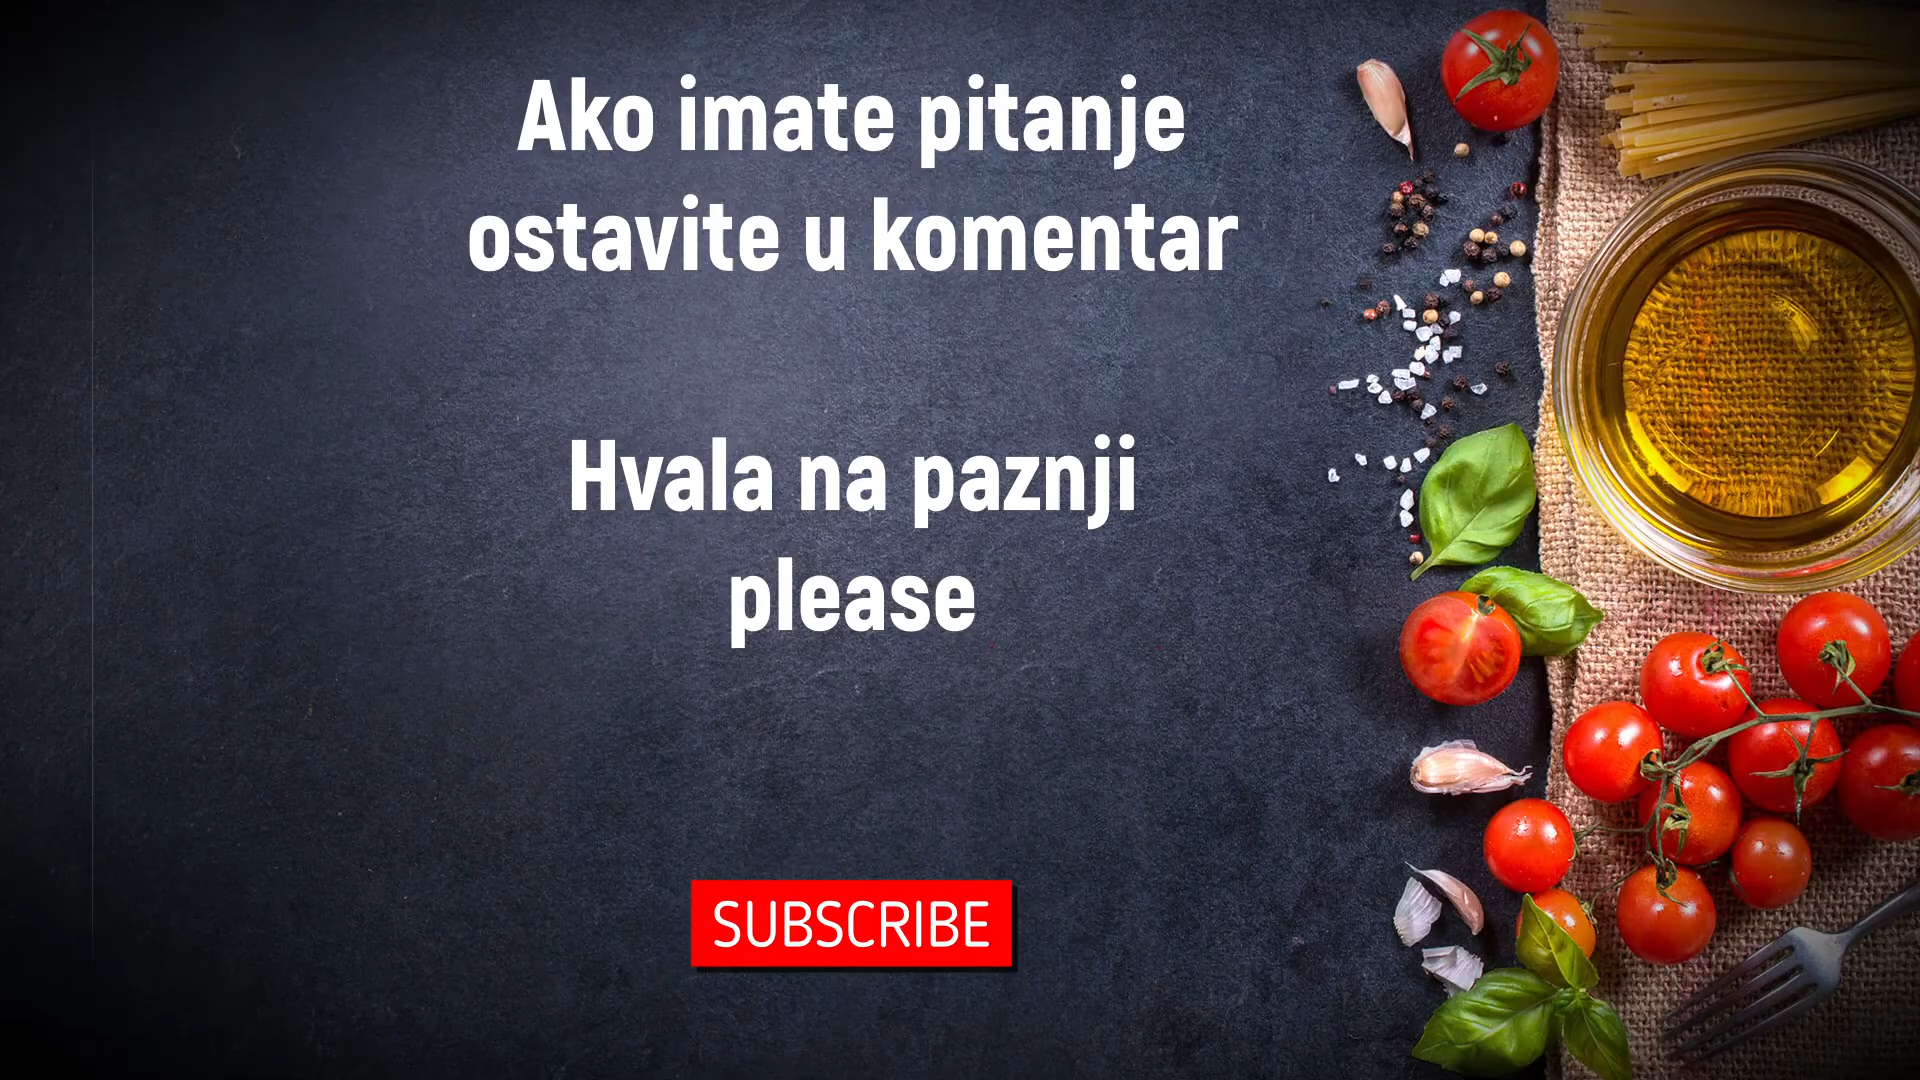 Ako imate pitanje
ostavite u komentar
Hvala na paznji
please
SUBSCRIBE